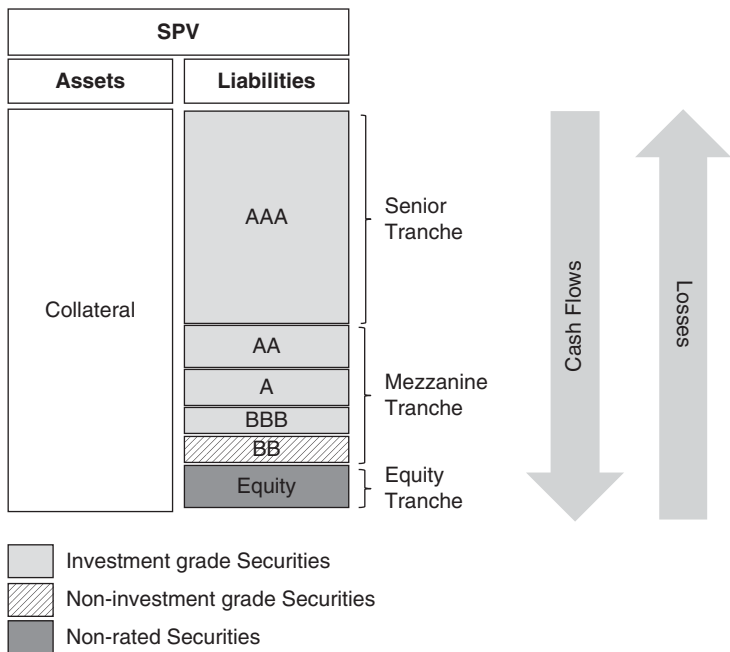 SPV
Assets
Liabilities
Collateral
AAA
Senior
Tranche
AA
A
BBB
BB
Mezzanine
Tranche
Equity
Equity
Tranche
Cash Flows
Losses
Investment grade Securities
Non-investment grade Securities
Non-rated Securities